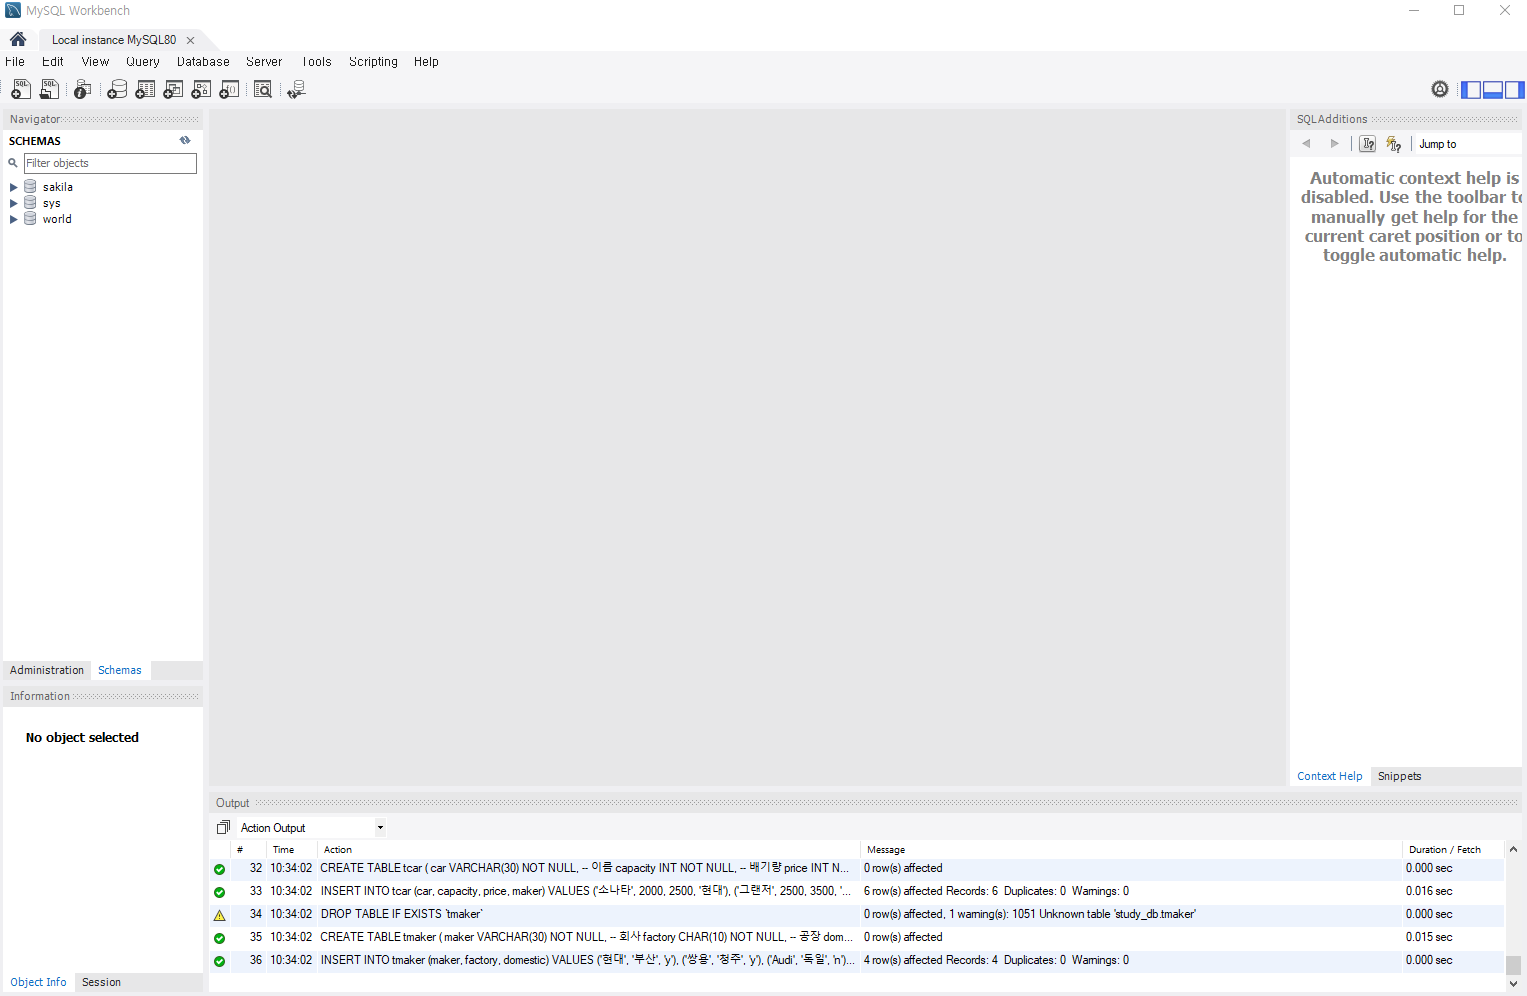 MySQL Workbench
Local instance MySQL80
File Edit View Query Database Server Tools Scripting Help
Navigator
SCHEMAS
Filter objects
sakila
sys
world
Administration Schemas
Information
No object selected
Object Info Session
SQLAdditions
Jump to
Automatic context help is
disabled. Use the toolbar to
manually get help for the
current caret position or to
toggle automatic help.
Context Help Snippets
Output
Action Output
# Time Action Message Duration / Fetch
32 10:34:02 CREATE TABLE tcar ( car VARCHAR(30) NOT NULL, -- 이름 capacity INT NOT NULL, -- 배기량 price INT N... 0 row(s) affected 0.000 sec
33 10:34:02 INSERT INTO tcar (car, capacity, price, maker) VALUES ('소나타', 2000, 2500, '현대'), ('그랜저', 2500, 3500, '... 6 row(s) affected Records: 6 Duplicates: 0 Warnings: 0 0.016 sec
34 10:34:02 DROP TABLE IF EXISTS `tmaker` 0 row(s) affected, 1 warning(s): 1051 Unknown table 'study_db.tmaker' 0.000 sec
35 10:34:02 CREATE TABLE tmaker ( maker VARCHAR(30) NOT NULL, -- 회사 factory CHAR(10) NOT NULL, -- 공장 dom... 0 row(s) affected 0.015 sec
36 10:34:02 INSERT INTO tmaker (maker, factory, domestic) VALUES ('현대', '부산', 'y'), ('쌍용', '청주', 'y'), ('Audi', '독일', 'n')... 4 row(s) affected Records: 4 Duplicates: 0 Warnings: 0 0.000 sec